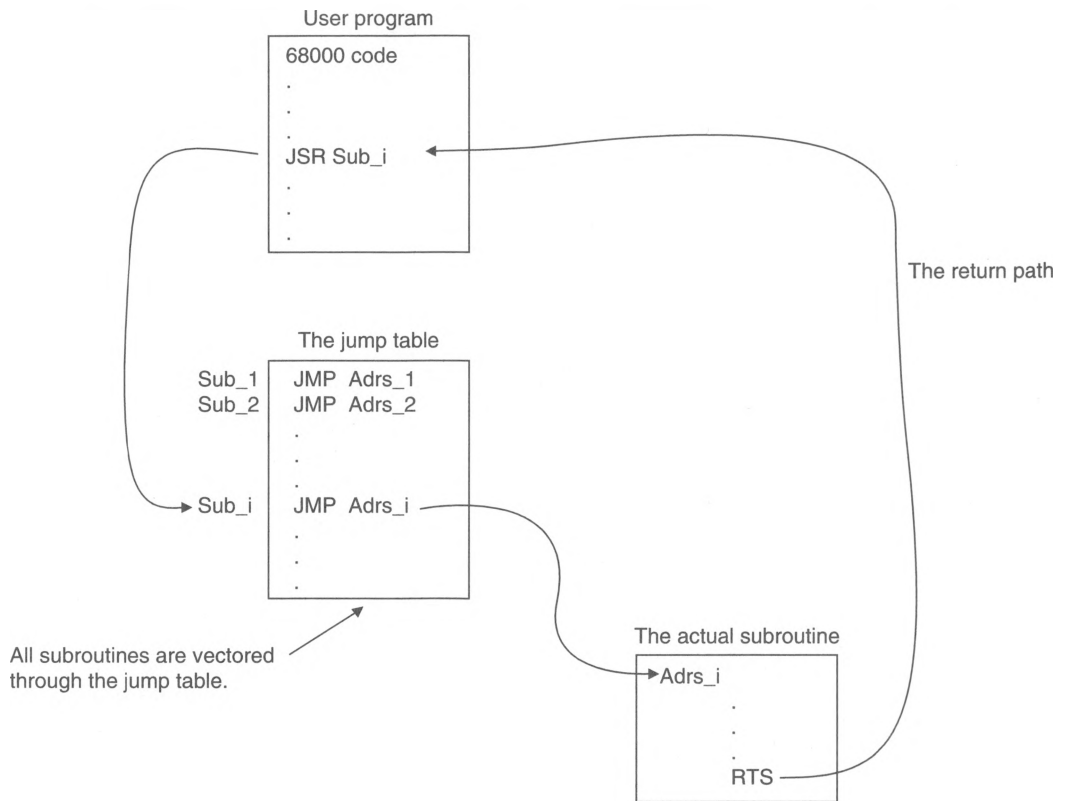 User program
68000 code
.
.
.
JSR Sub_i
.
.
.
The return path
The jump table
Sub_1 JMP Adrs_1
Sub_2 JMP Adrs_2
.
.
.
Sub_i JMP Adrs_i
.
.
.
All subroutines are vectored
through the jump table.
The actual subroutine
Adrs_i
.
.
.
RTS